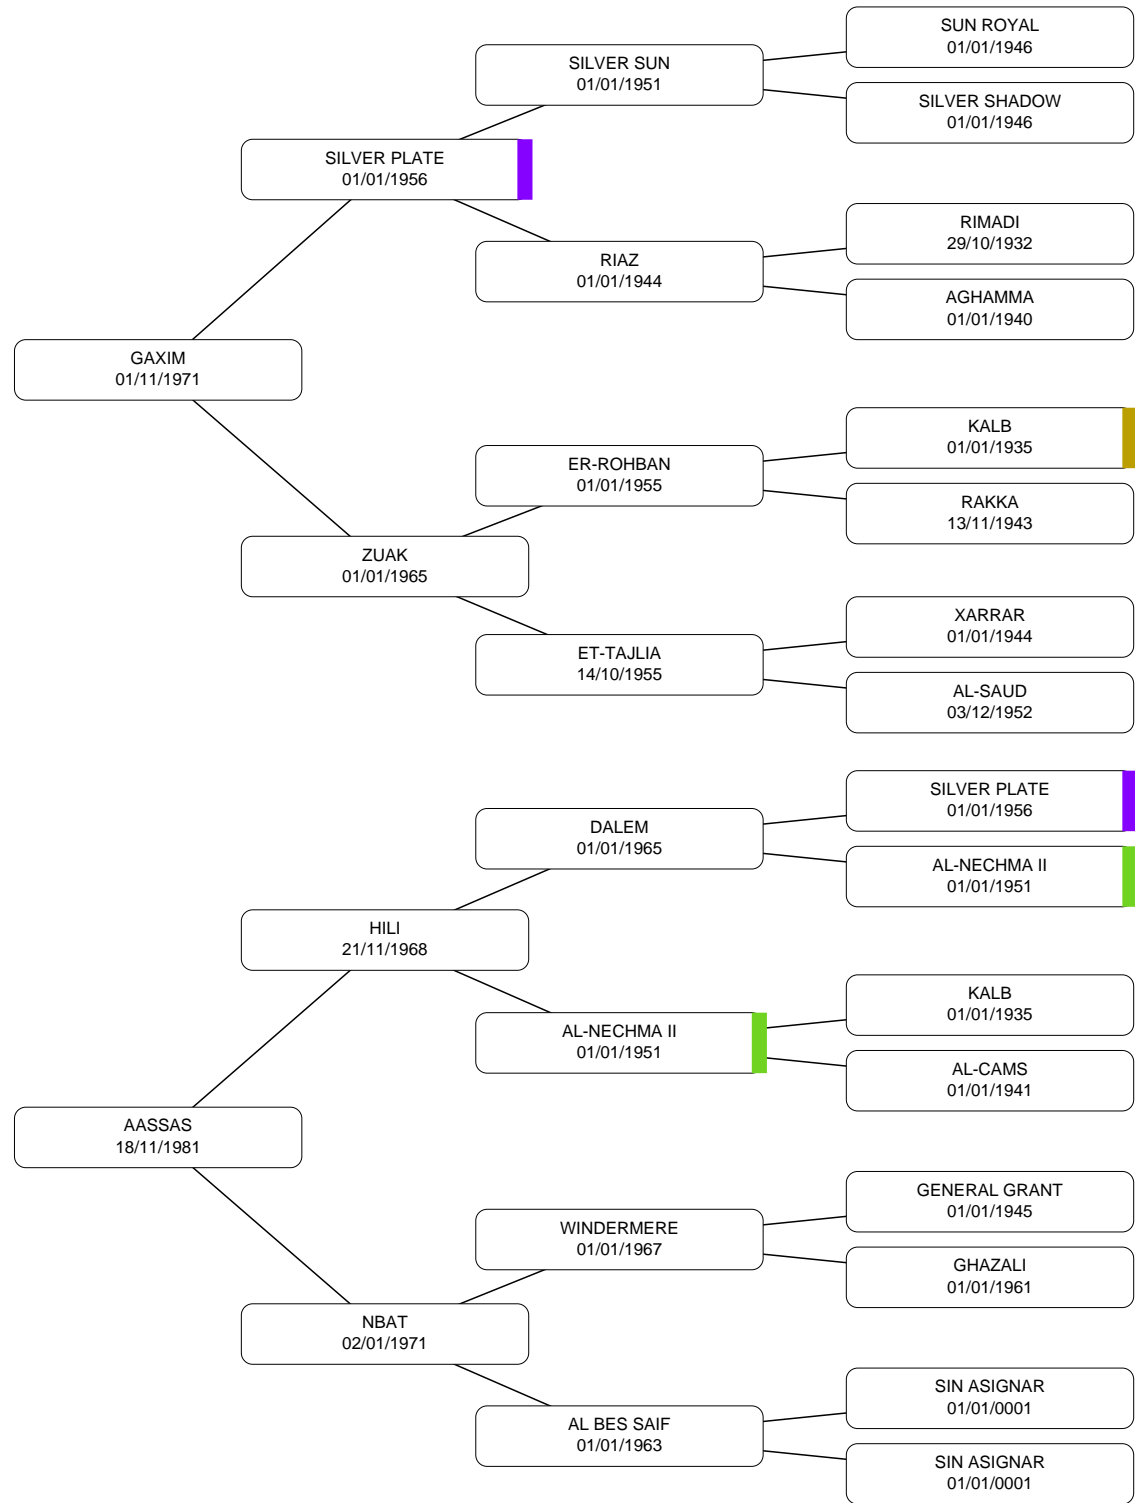 SUN ROYAL
01/01/1946
SILVER SUN
01/01/1951
SILVER SHADOW
01/01/1946
SILVER PLATE
01/01/1956
RIMADI
29/10/1932
RIAZ
01/01/1944
AGHAMMA
01/01/1940
GAXIM
01/11/1971
KALB
01/01/1935
ER-ROHBAN
01/01/1955
RAKKA
13/11/1943
ZUAK
01/01/1965
XARRAR
01/01/1944
ET-TAJLIA
14/10/1955
AL-SAUD
03/12/1952
SILVER PLATE
01/01/1956
DALEM
01/01/1965
AL-NECHMA II
01/01/1951
HILI
21/11/1968
KALB
01/01/1935
AL-NECHMA II
01/01/1951
AL-CAMS
01/01/1941
AASSAS
18/11/1981
GENERAL GRANT
01/01/1945
WINDERMERE
01/01/1967
GHAZALI
01/01/1961
NBAT
02/01/1971
SIN ASIGNAR
01/01/0001
AL BES SAIF
01/01/1963
SIN ASIGNAR
01/01/0001